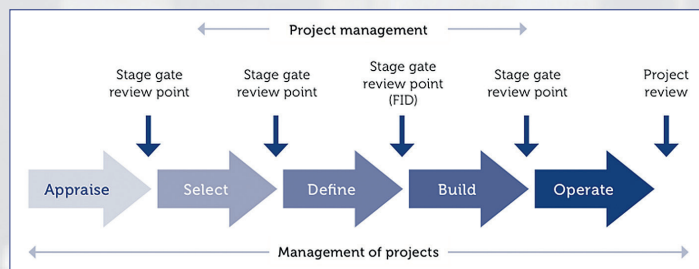 Project management
Stage gate
review point
Stage gate
review point
Stage gate
review point
(FID)
Stage gate
review point
Project
review
Appraise
Select
Define
Build
Operate
Management of projects